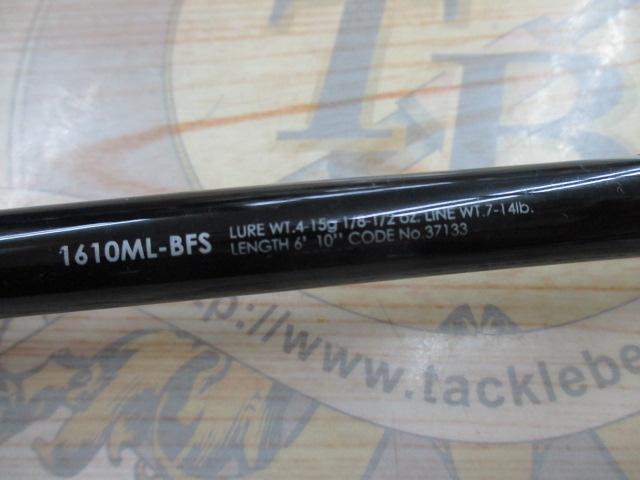 TB
1610ML-BFS
LURE WT.4-15g 1/8-1/2 oz. LINE WT.7-14lb.
LENGTH 6' 10'' CODE No 37133
p://www.tacklebe